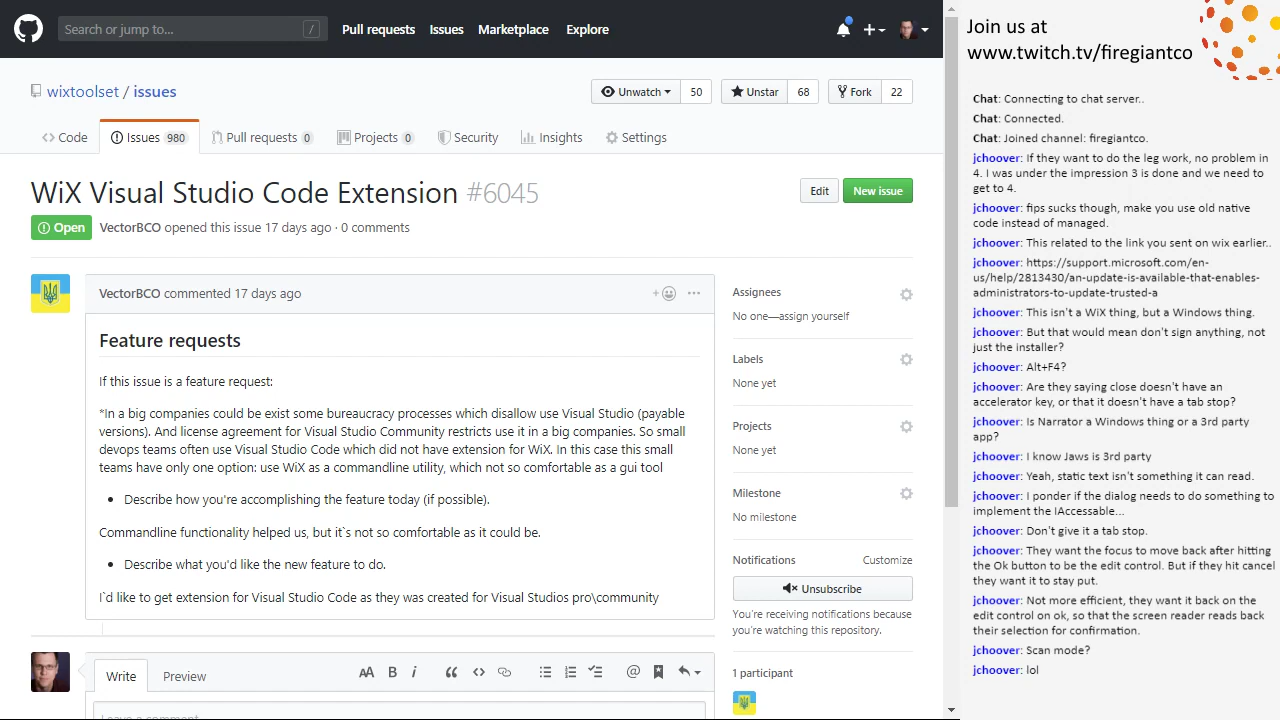 Search or jump to...
/
Pull requests
Issues
Marketplace
Explore
wixtoolset / issues
Unwatch
50
Unstar
68
Fork
22
Code
Issues 980
Pull requests 0
Projects 0
Security
Insights
Settings
WiX Visual Studio Code Extension #6045
Edit
New issue
Open
VectorBCO opened this issue 17 days ago · 0 comments
VectorBCO commented 17 days ago
Feature requests
If this issue is a feature request:
*In a big companies could be exist some bureaucracy processes which disallow use Visual Studio (payable
versions). And license agreement for Visual Studio Community restricts use it in a big companies. So small
devops teams often use Visual Studio Code which did not have extension for WiX. In this case this small
teams have only one option: use WiX as a commandline utility, which not so comfortable as a gui tool
• Describe how you're accomplishing the feature today (if possible).
Commandline functionality helped us, but it`s not so comfortable as it could be.
• Describe what you'd like the new feature to do.
I`d like to get extension for Visual Studio Code as they was created for Visual Studios pro\community
Write
Preview
AA B i
Leave a comment
Assignees
No one—assign yourself
Labels
None yet
Projects
None yet
Milestone
No milestone
Notifications
Customize
Unsubscribe
You're receiving notifications because
you're watching this repository.
1 participant
Join us at
www.twitch.tv/firegiantco
Chat: Connecting to chat server..
Chat: Connected.
Chat: Joined channel: firegiantco.
jchoover: If they want to do the leg work, no problem in
4. I was under the impression 3 is done and we need to
get to 4.
jchoover: fips sucks though, make you use old native
code instead of managed.
jchoover: This related to the link you sent on wix earlier..
jchoover: https://support.microsoft.com/en-
us/help/2813430/an-update-is-available-that-enables-
administrators-to-update-trusted-a
jchoover: This isn't a WiX thing, but a Windows thing.
jchoover: But that would mean don't sign anything, not
just the installer?
jchoover: Alt+F4?
jchoover: Are they saying close doesn't have an
accelerator key, or that it doesn't have a tab stop?
jchoover: Is Narrator a Windows thing or a 3rd party
app?
jchoover: I know Jaws is 3rd party
jchoover: Yeah, static text isn't something it can read.
jchoover: I ponder if the dialog needs to do something to
implement the IAccessable...
jchoover: Don't give it a tab stop.
jchoover: They want the focus to move back after hitting
the Ok button to be the edit control. But if they hit cancel
they want it to stay put.
jchoover: Not more efficient, they want it back on the
edit control on ok, so that the screen reader reads back
their selection for confirmation.
jchoover: Scan mode?
jchoover: lol